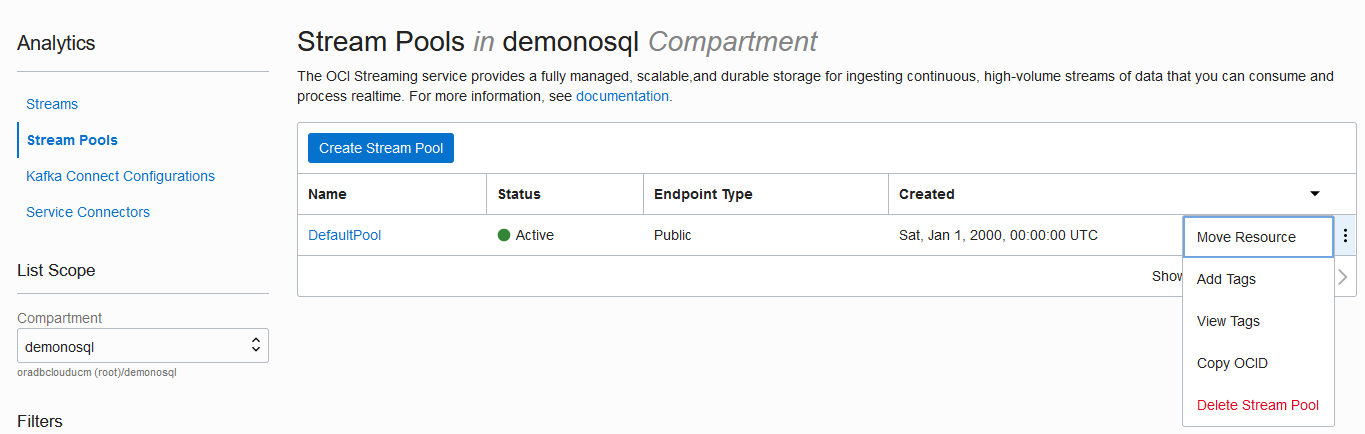 Analytics
Streams
Stream Pools
Kafka Connect Configurations
Service Connectors
List Scope
Compartment
demonosql
oradbclouducm (root)/demonosql
Filters
Stream Pools in demonosql Compartment
The OCI Streaming service provides a fully managed, scalable,and durable storage for ingesting continuous, high-volume streams of data that you can consume and
process realtime. For more information, see documentation.
Create Stream Pool
Name Status Endpoint Type Created
DefaultPool Active Public Sat, Jan 1, 2000, 00:00:00 UTC
Move Resource
Add Tags
View Tags
Copy OCID
Delete Stream Pool